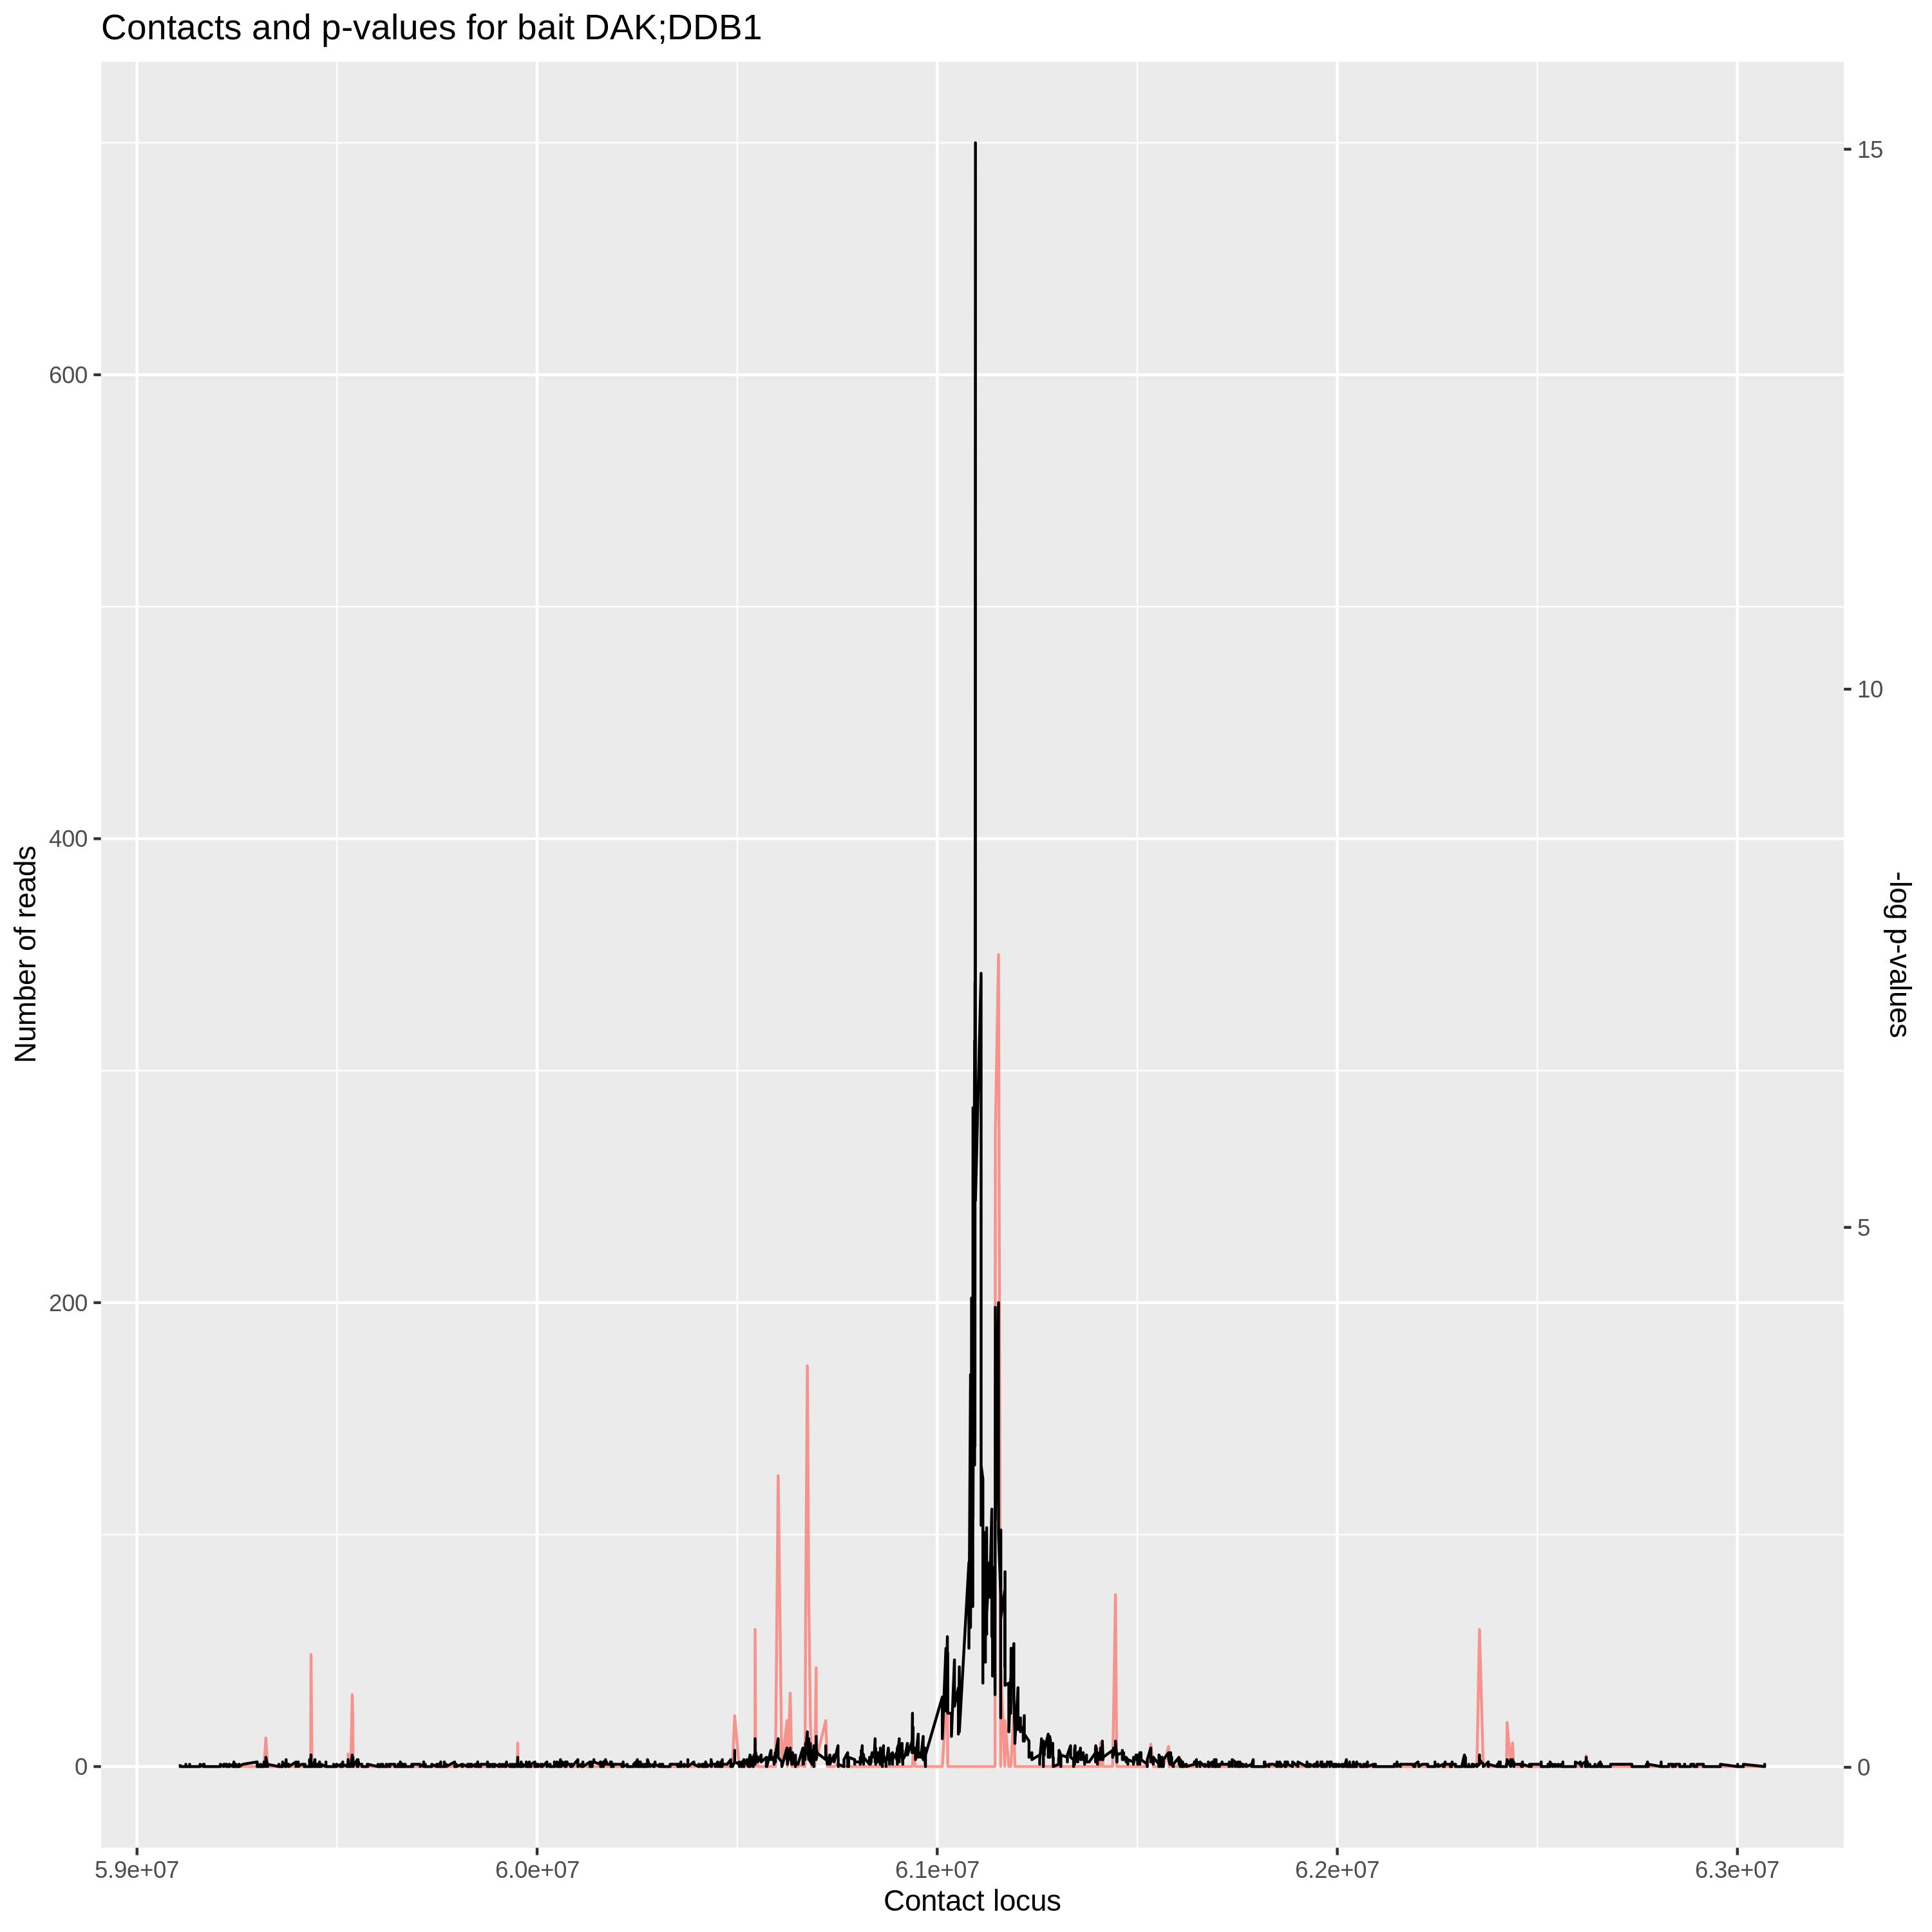 Contacts and p-values for bait DAK;DDB1
Number of reads
600
400
200
0
15
10
5
0
-log p-values
5.9e+07
6.0e+07
6.1e+07
6.2e+07
6.3e+07
Contact locus